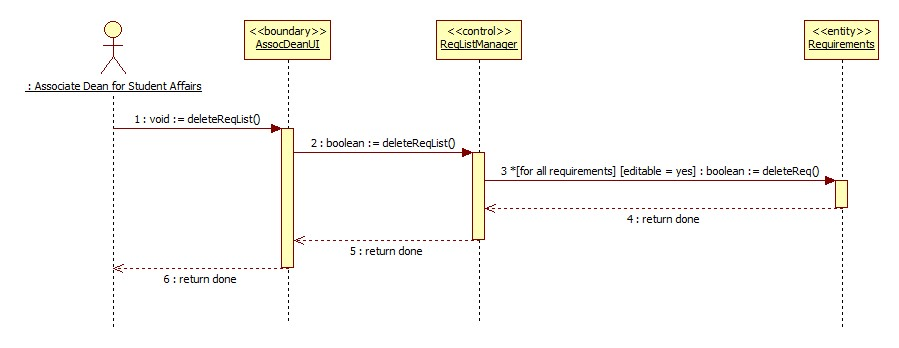 <<boundary>>
AssocDeanUI
<<control>>
ReqListManager
<<entity>>
Requirements
: Associate Dean for Student Affairs
1 : void := deleteReqList()
2 : boolean := deleteReqList()
3 *[for all requirements] [editable = yes] : boolean := deleteReq()
4 : return done
5 : return done
6 : return done